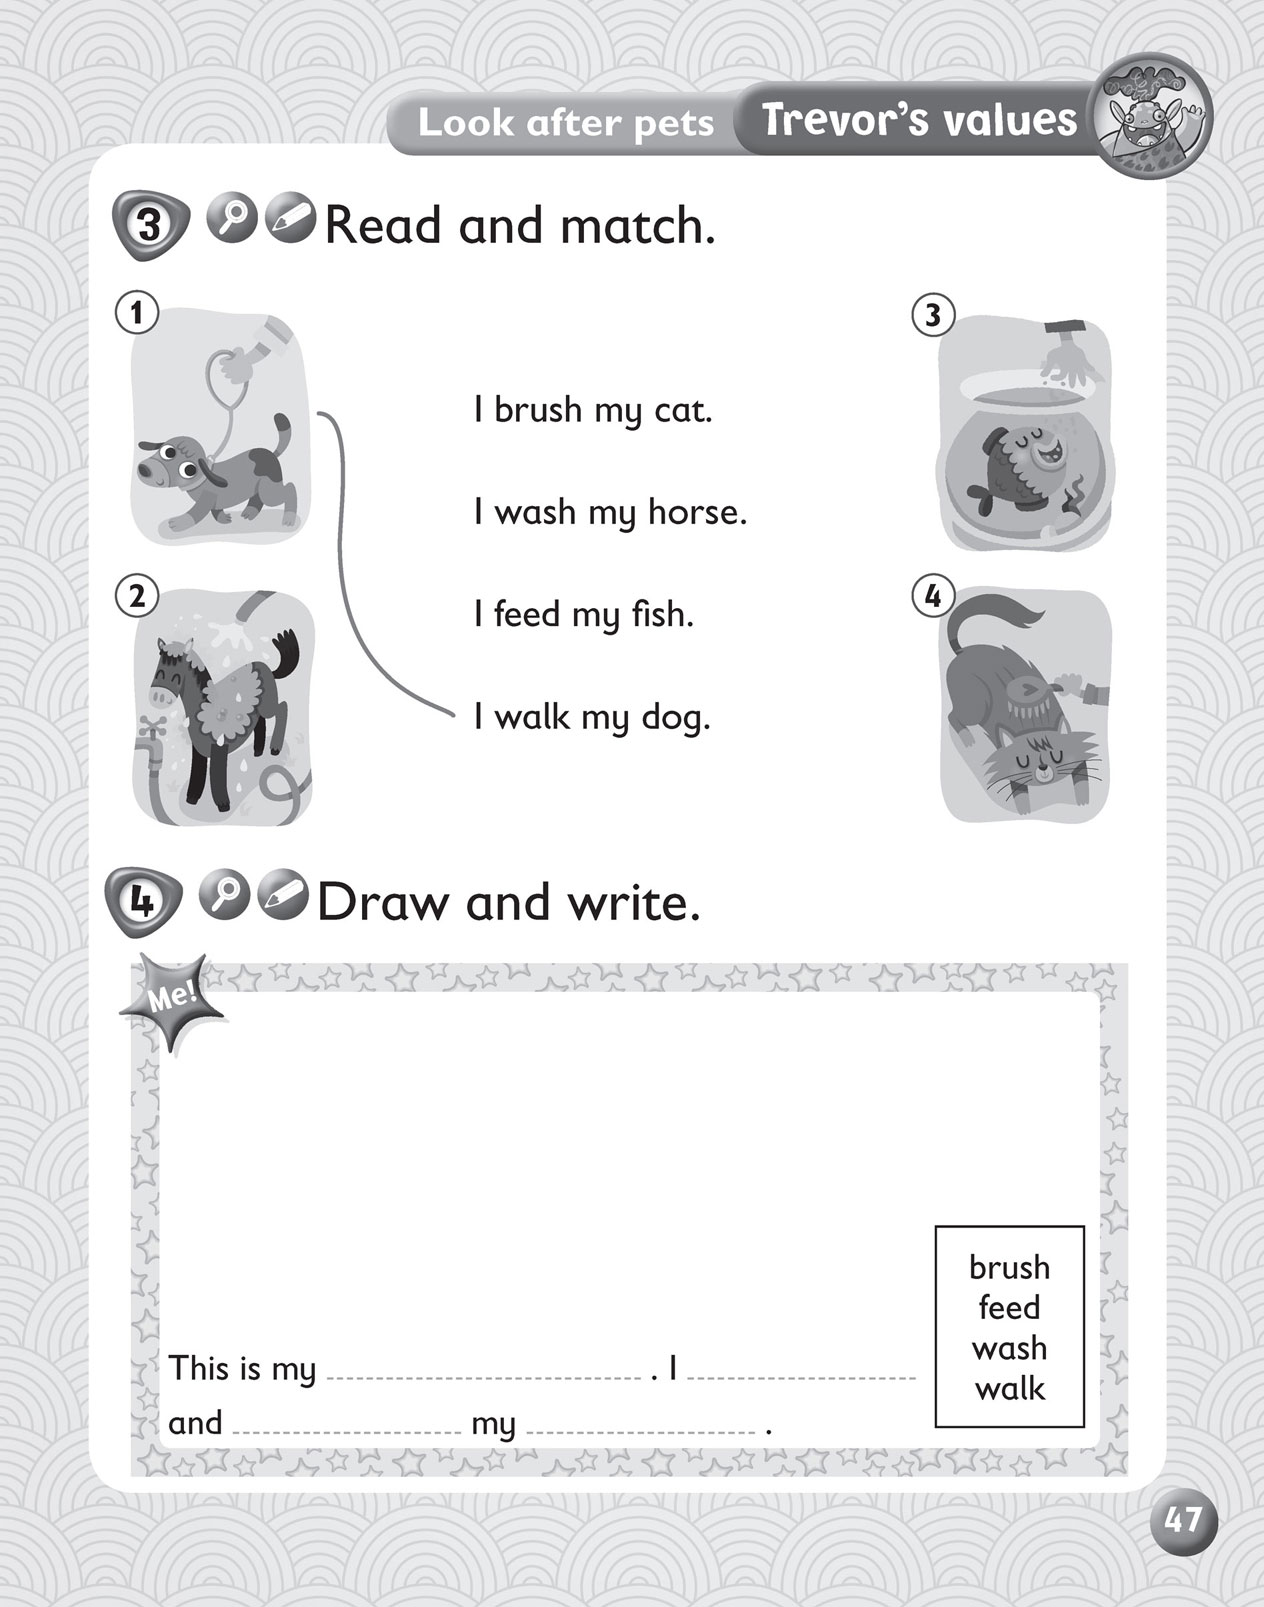 Look after pets Trevor's values
3 Read and match.
1
2
I brush my cat.
I wash my horse.
I feed my fish.
I walk my dog.
3
4
4 Draw and write.
Me!
This is my ______ . I ______
and ______ my ______ .
brush
feed
wash
walk
47